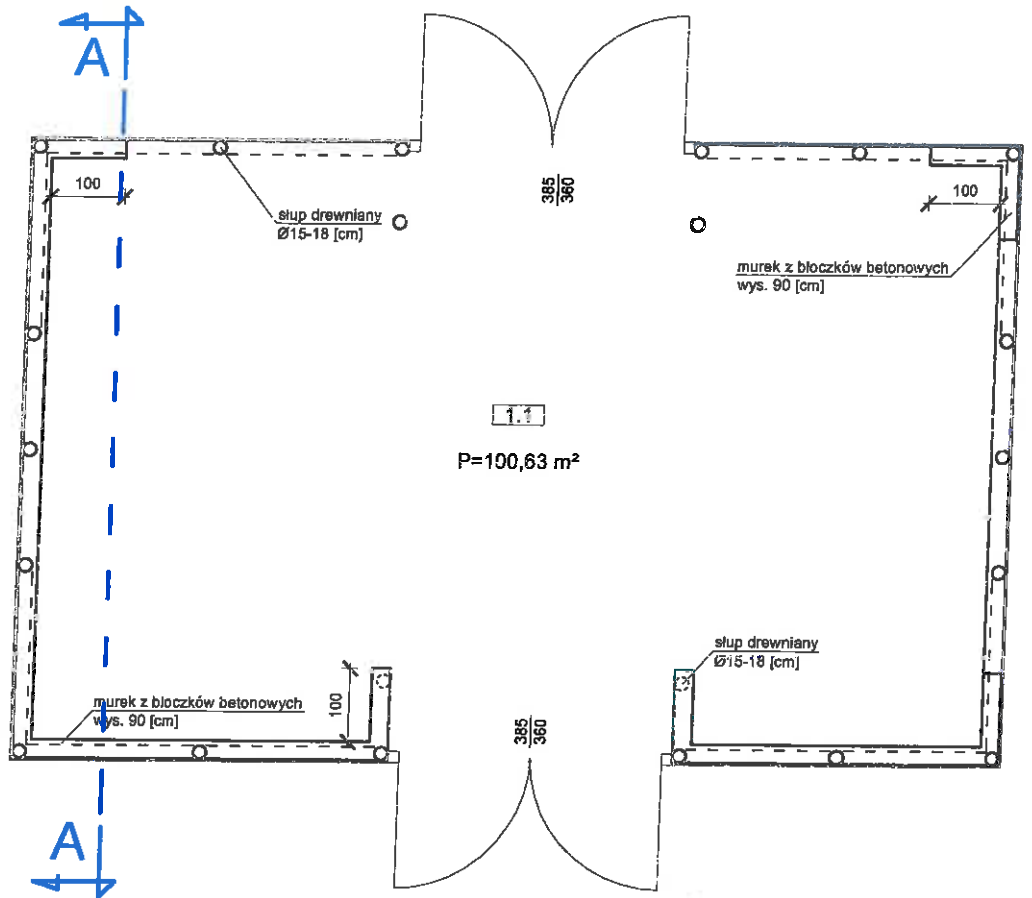 A
100
385
360
100
słup drewniany
Ø15-18 [cm]
murek z bloczków betonowych
wys. 90 [cm]
1.1
P=100,63 m²
słup drewniany
Ø15-18 [cm]
murek z bloczków betonowych
wys. 90 [cm]
100
385
360
A